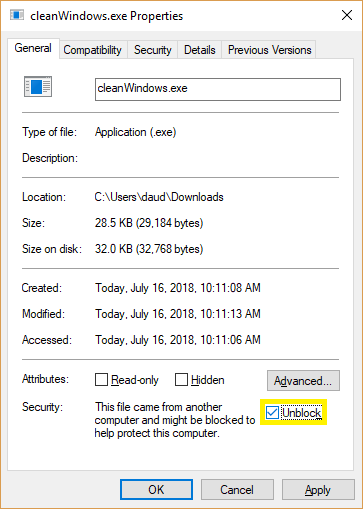 cleanWindows.exe Properties
General Compatibility Security Details Previous Versions
cleanWindows.exe
Type of file: Application (.exe)
Description:
Location: C:\Users\daud\Downloads
Size: 28.5 KB (29,184 bytes)
Size on disk: 32.0 KB (32,768 bytes)
Created: Today, July 16, 2018, 10:11:08 AM
Modified: Today, July 16, 2018, 10:11:13 AM
Accessed: Today, July 16, 2018, 10:11:06 AM
Attributes: Read-only Hidden Advanced...
Security: This file came from another Unblock
computer and might be blocked to
help protect this computer.
OK Cancel Apply